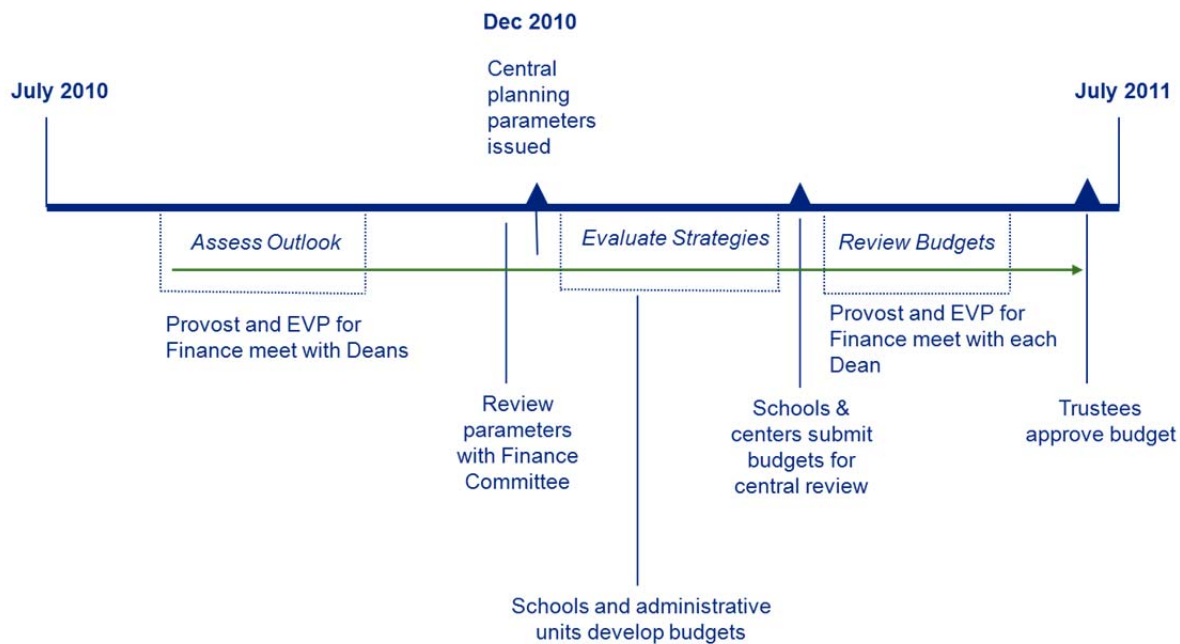 Dec 2010
Central
planning
parameters
issued
July 2010
July 2011
Assess Outlook
Evaluate Strategies
Review Budgets
Provost and EVP for
Finance meet with Deans
Provost and EVP for
Finance meet with each
Dean
Review
parameters
with Finance
Committee
Schools &
centers submit
budgets for
central review
Trustees
approve budget
Schools and administrative
units develop budgets